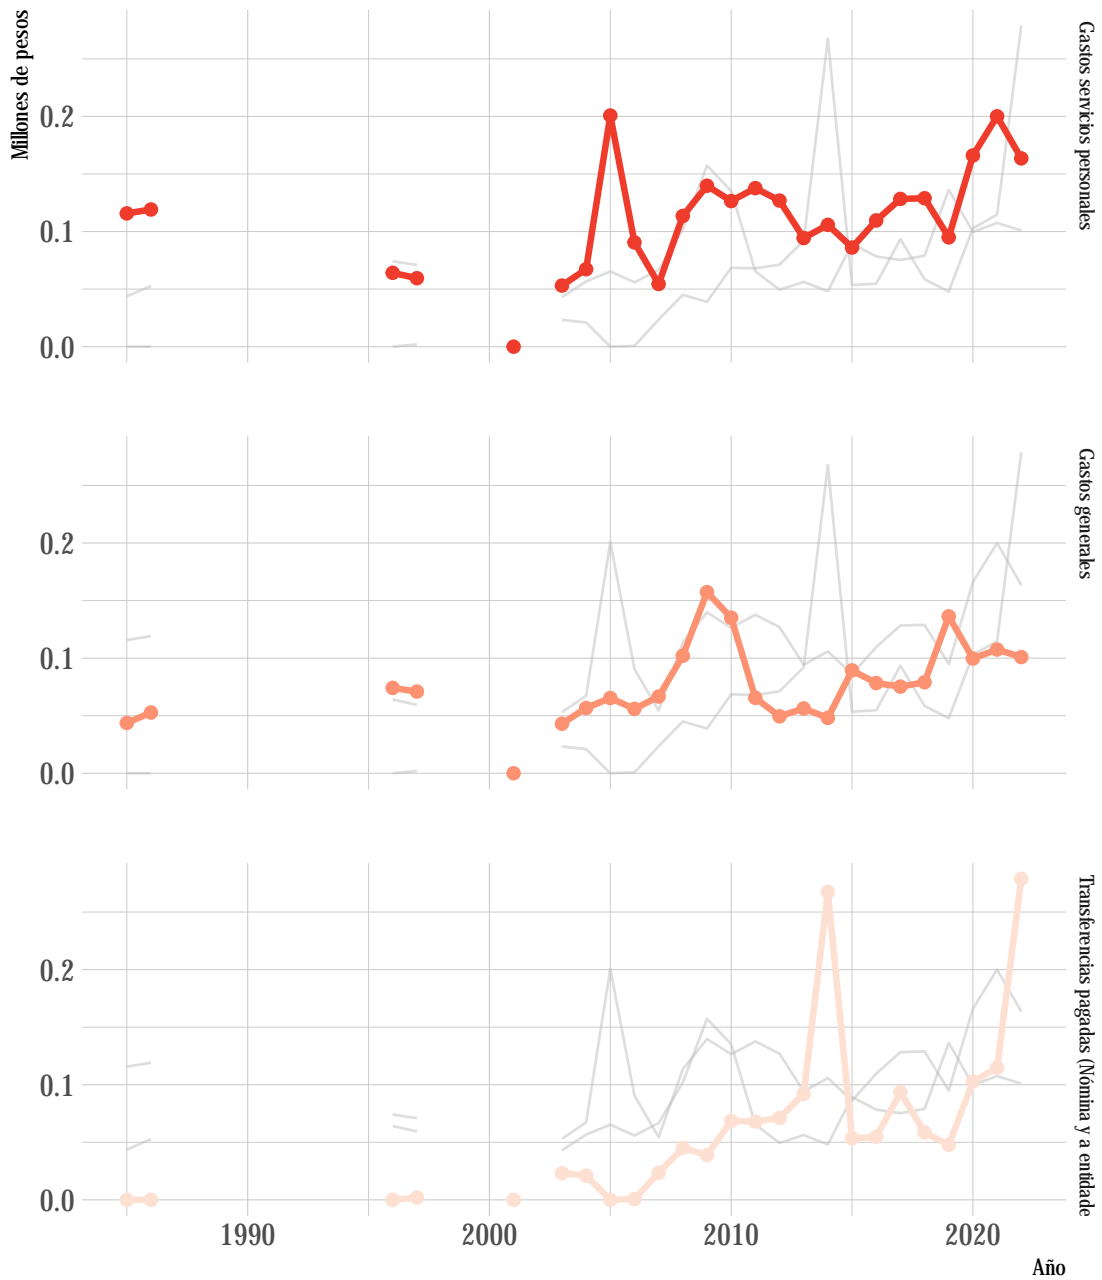 Millones de pesos
0.2
0.1
0.0
Gastos servicios personales
0.2
0.1
0.0
Gastos generales
0.2
0.1
0.0
Transferencias pagadas (Nómina y a entidade
1990
2000
2010
2020
Año